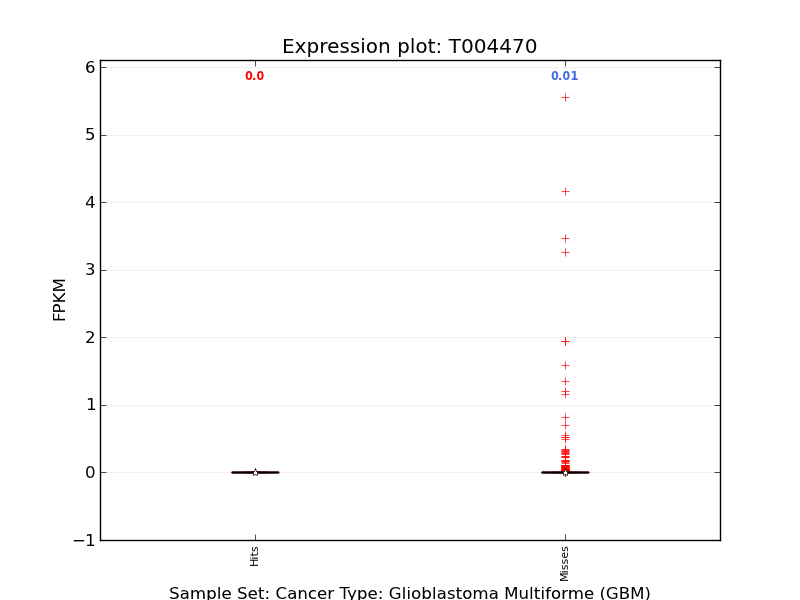 Expression plot: T004470
0.0
0.01
6
5
4
3
2
1
0
−1
FPKM
Hits
Misses
Sample Set: Cancer Type: Glioblastoma Multiforme (GBM)